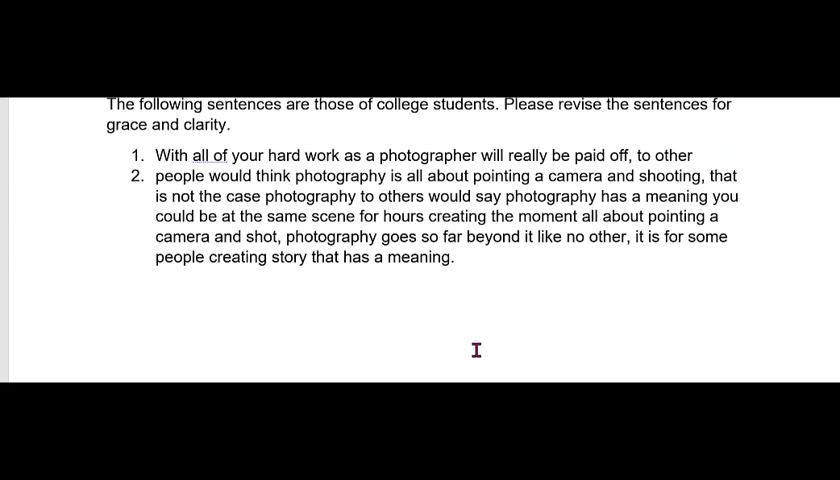 The following sentences are those of college students. Please revise the sentences for
grace and clarity.
1. With all of your hard work as a photographer will really be paid off, to other
2. people would think photography is all about pointing a camera and shooting, that
is not the case photography to others would say photography has a meaning you
could be at the same scene for hours creating the moment all about pointing a
camera and shot, photography goes so far beyond it like no other, it is for some
people creating story that has a meaning.